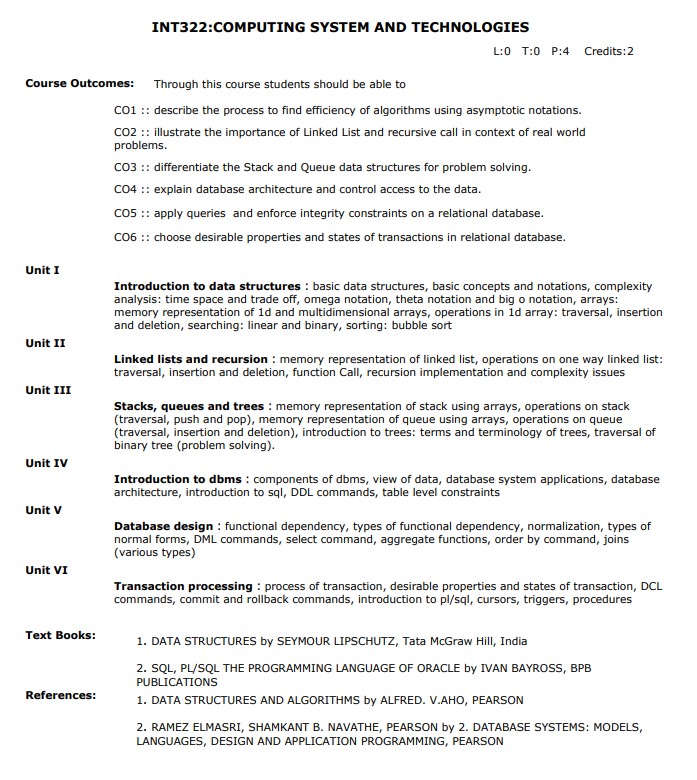 INT322:COMPUTING SYSTEM AND TECHNOLOGIES
L:0 T:0 P:4 Credits:2
Course Outcomes: Through this course students should be able to
CO1 :: describe the process to find efficiency of algorithms using asymptotic notations.
CO2 :: illustrate the importance of Linked List and recursive call in context of real world
problems.
CO3 :: differentiate the Stack and Queue data structures for problem solving.
CO4 :: explain database architecture and control access to the data.
CO5 :: apply queries and enforce integrity constraints on a relational database.
CO6 :: choose desirable properties and states of transactions in relational database.
Unit I
Introduction to data structures : basic data structures, basic concepts and notations, complexity
analysis: time space and trade off, omega notation, theta notation and big o notation, arrays:
memory representation of 1d and multidimensional arrays, operations in 1d array: traversal, insertion
and deletion, searching: linear and binary, sorting: bubble sort
Unit II
Linked lists and recursion : memory representation of linked list, operations on one way linked list:
traversal, insertion and deletion, function Call, recursion implementation and complexity issues
Unit III
Stacks, queues and trees : memory representation of stack using arrays, operations on stack
(traversal, push and pop), memory representation of queue using arrays, operations on queue
(traversal, insertion and deletion), introduction to trees: terms and terminology of trees, traversal of
binary tree (problem solving).
Unit IV
Introduction to dbms : components of dbms, view of data, database system applications, database
architecture, introduction to sql, DDL commands, table level constraints
Unit V
Database design : functional dependency, types of functional dependency, normalization, types of
normal forms, DML commands, select command, aggregate functions, order by command, joins
(various types)
Unit VI
Transaction processing : process of transaction, desirable properties and states of transaction, DCL
commands, commit and rollback commands, introduction to pl/sql, cursors, triggers, procedures
Text Books:
1. DATA STRUCTURES by SEYMOUR LIPSCHUTZ, Tata McGraw Hill, India
2. SQL, PL/SQL THE PROGRAMMING LANGUAGE OF ORACLE by IVAN BAYROSS, BPB
PUBLICATIONS
References:
1. DATA STRUCTURES AND ALGORITHMS by ALFRED. V.AHO, PEARSON
2. RAMEZ ELMASRI, SHAMKANT B. NAVATHE, PEARSON by 2. DATABASE SYSTEMS: MODELS,
LANGUAGES, DESIGN AND APPLICATION PROGRAMMING, PEARSON